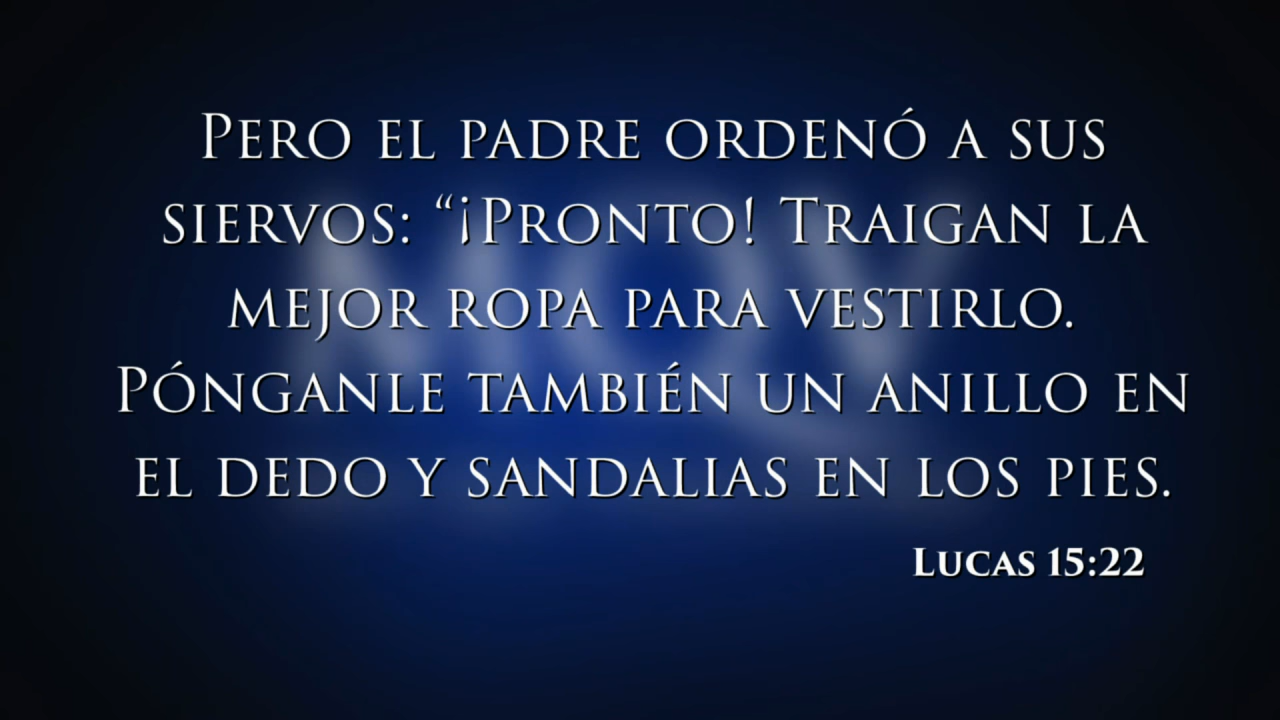 Pero el padre ordenó a sus
siervos: “¡Pronto! Traigan la
mejor ropa para vestirlo.
Pónganle también un anillo en
el dedo y sandalias en los pies.
Lucas 15:22